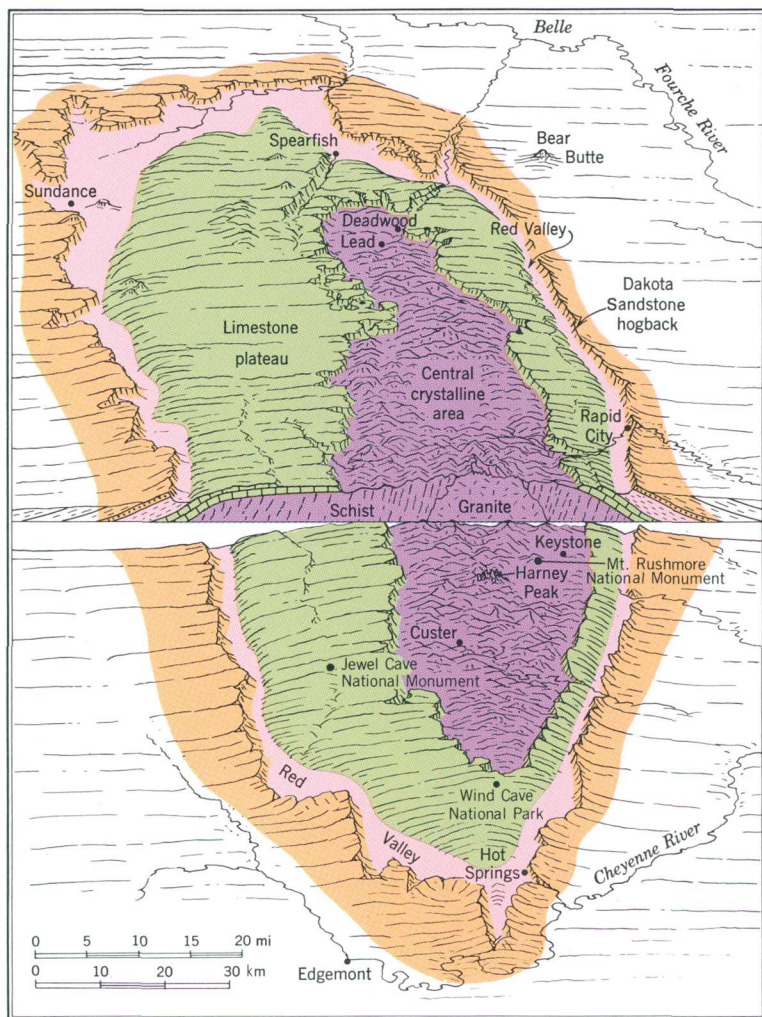 Belle
Fourche River
Bear
Butte
Spearfish
Sundance
Deadwood
Lead
Red Valley
Dakota
Sandstone
hogback
Limestone
plateau
Central
crystalline
area
Rapid
City
Schist
Granite
Keystone
Mt. Rushmore
National Monument
Harney
Peak
Custer
Jewel Cave
National Monument
Red
Valley
Wind Cave
National Park
Hot
Springs
Cheyenne River
0 5 10 15 20 mi
0 10 20 30 km
Edgemont